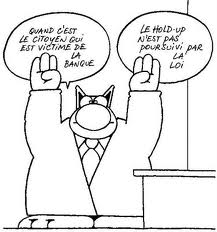 QUAND C'EST
LE CITOYEN QUI
EST VICTIME DE
LA
BANQUE
LE HOLD-UP
N'EST PAS
POURSUIVI PAR
LA
LOI